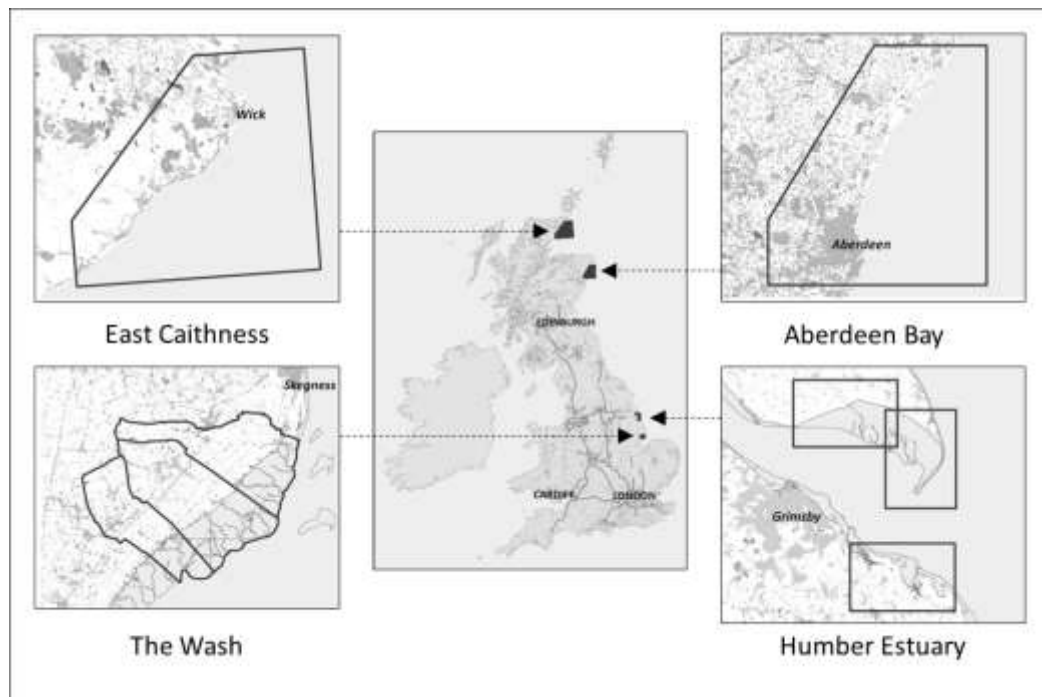 Wick
East Caithness
Aberdeen
Aberdeen Bay
EDINBURGH
CARDIFF
LONDON
Skegness
The Wash
Grimsby
Humber Estuary